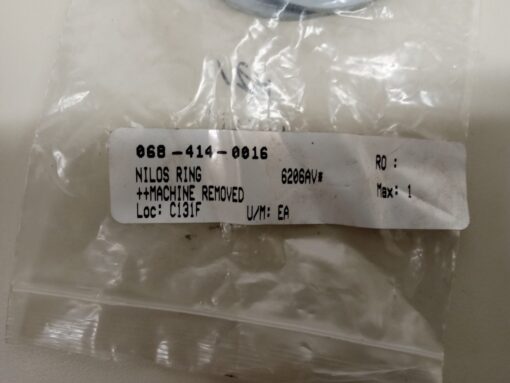 068-414-0016
NILOS RING 6206AV*
++MACHINE REMOVED
Loc: C131F U/M: EA
RO :
Max: 1